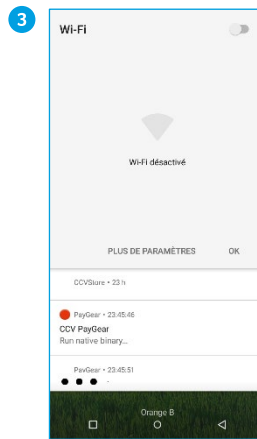 3
Wi-Fi
Wi-Fi désactivé
PLUS DE PARAMÈTRES OK
CCVStore • 23 h
PayGear • 23:45:46
CCV PayGear
Run native binary...
PayGear • 23:45:51
Orange B